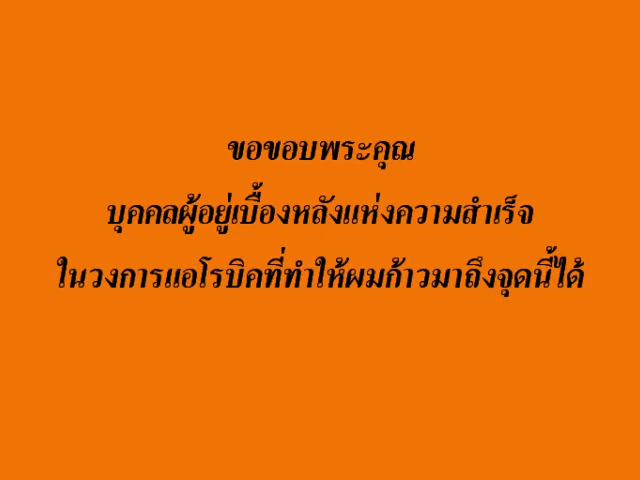 ขอขอบพระคุณ
บุคคลผู้อยู่เบื้องหลังแห่งความสำเร็จ
ในวงการแอโรบิคที่ทำให้ผมก้าวมาถึงจุดนี้ได้